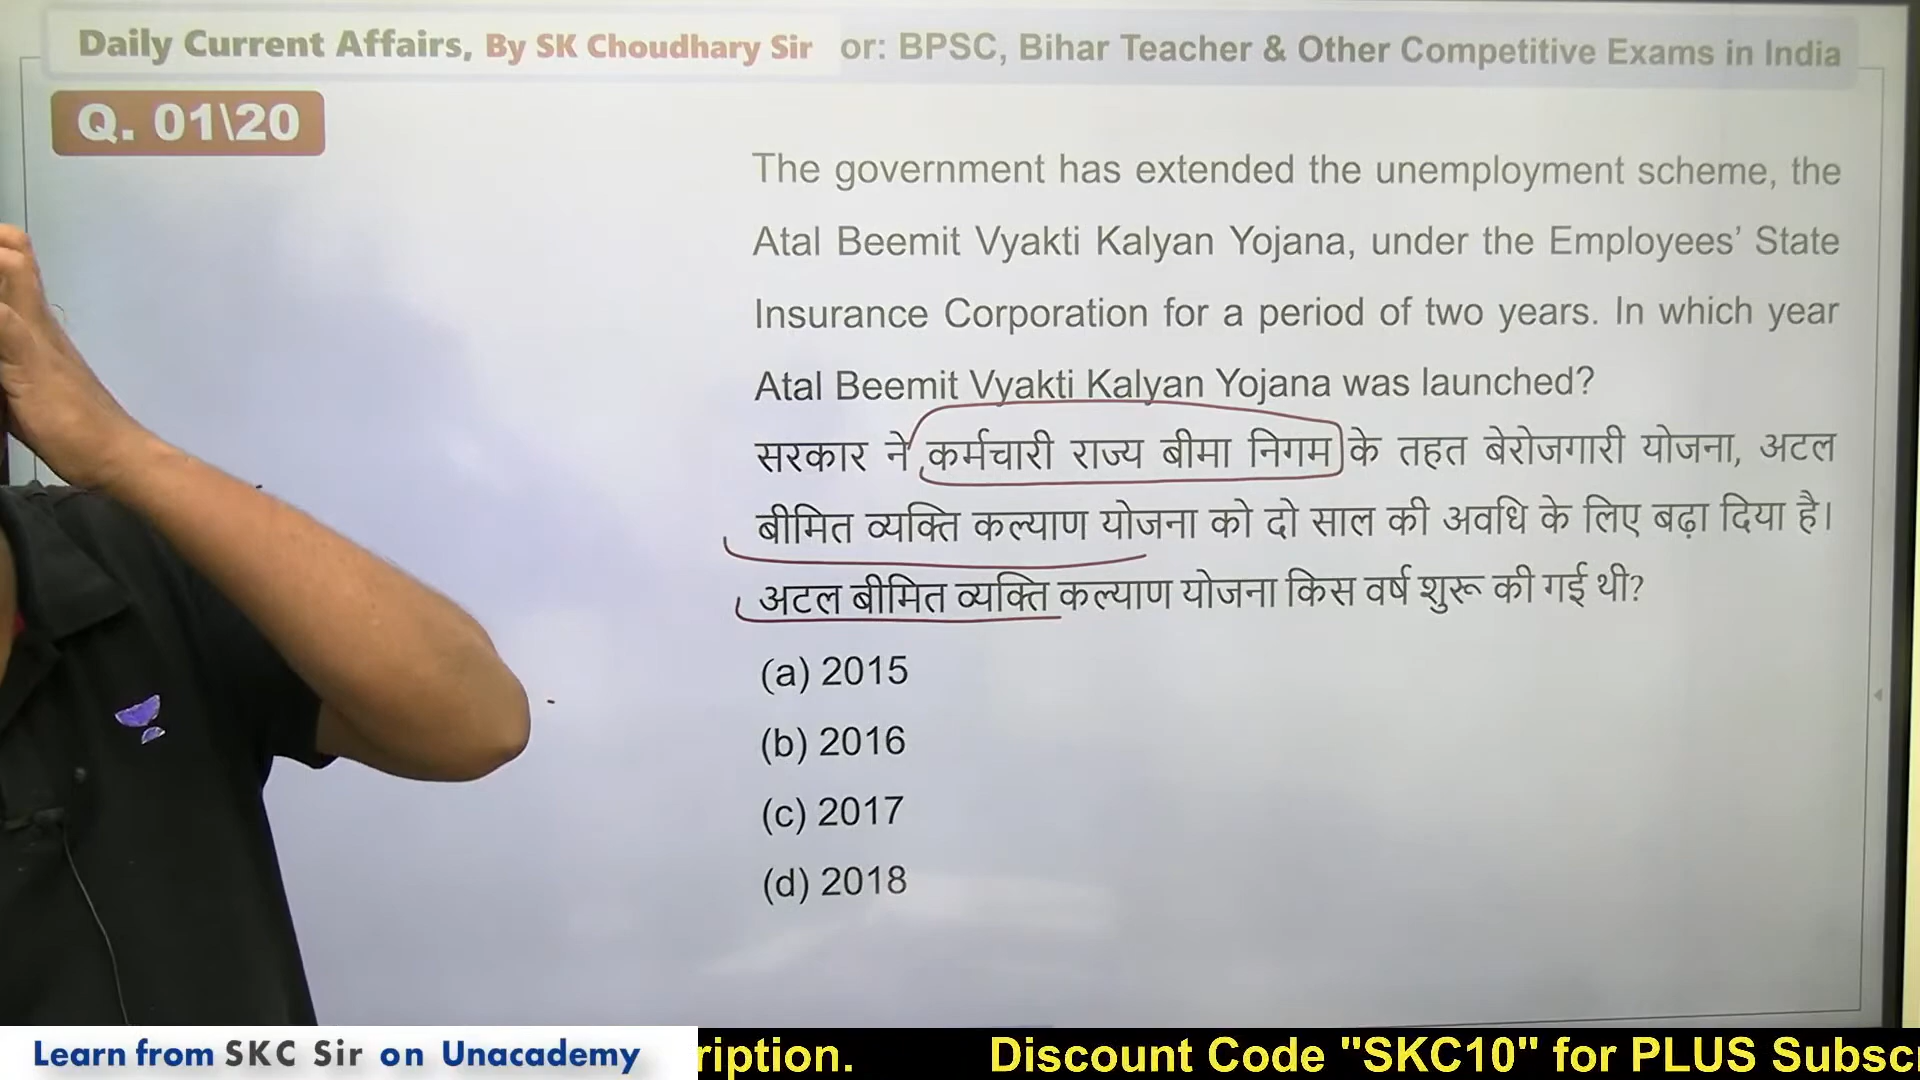 Daily Current Affairs, By SK Choudhary Sir or: BPSC, Bihar Teacher & Other Competitive Exams in India
Q. 01\20
The government has extended the unemployment scheme, the
Atal Beemit Vyakti Kalyan Yojana, under the Employees’ State
Insurance Corporation for a period of two years. In which year
Atal Beemit Vyakti Kalyan Yojana was launched?
सरकार ने कर्मचारी राज्य बीमा निगम के तहत बेरोजगारी योजना, अटल
बीमित व्यक्ति कल्याण योजना को दो साल की अवधि के लिए बढ़ा दिया है।
अटल बीमित व्यक्ति कल्याण योजना किस वर्ष शुरू की गई थी?
(a) 2015
(b) 2016
(c) 2017
(d) 2018
Learn from SKC Sir on Unacademy
ription. Discount Code "SKC10" for PLUS Subsc